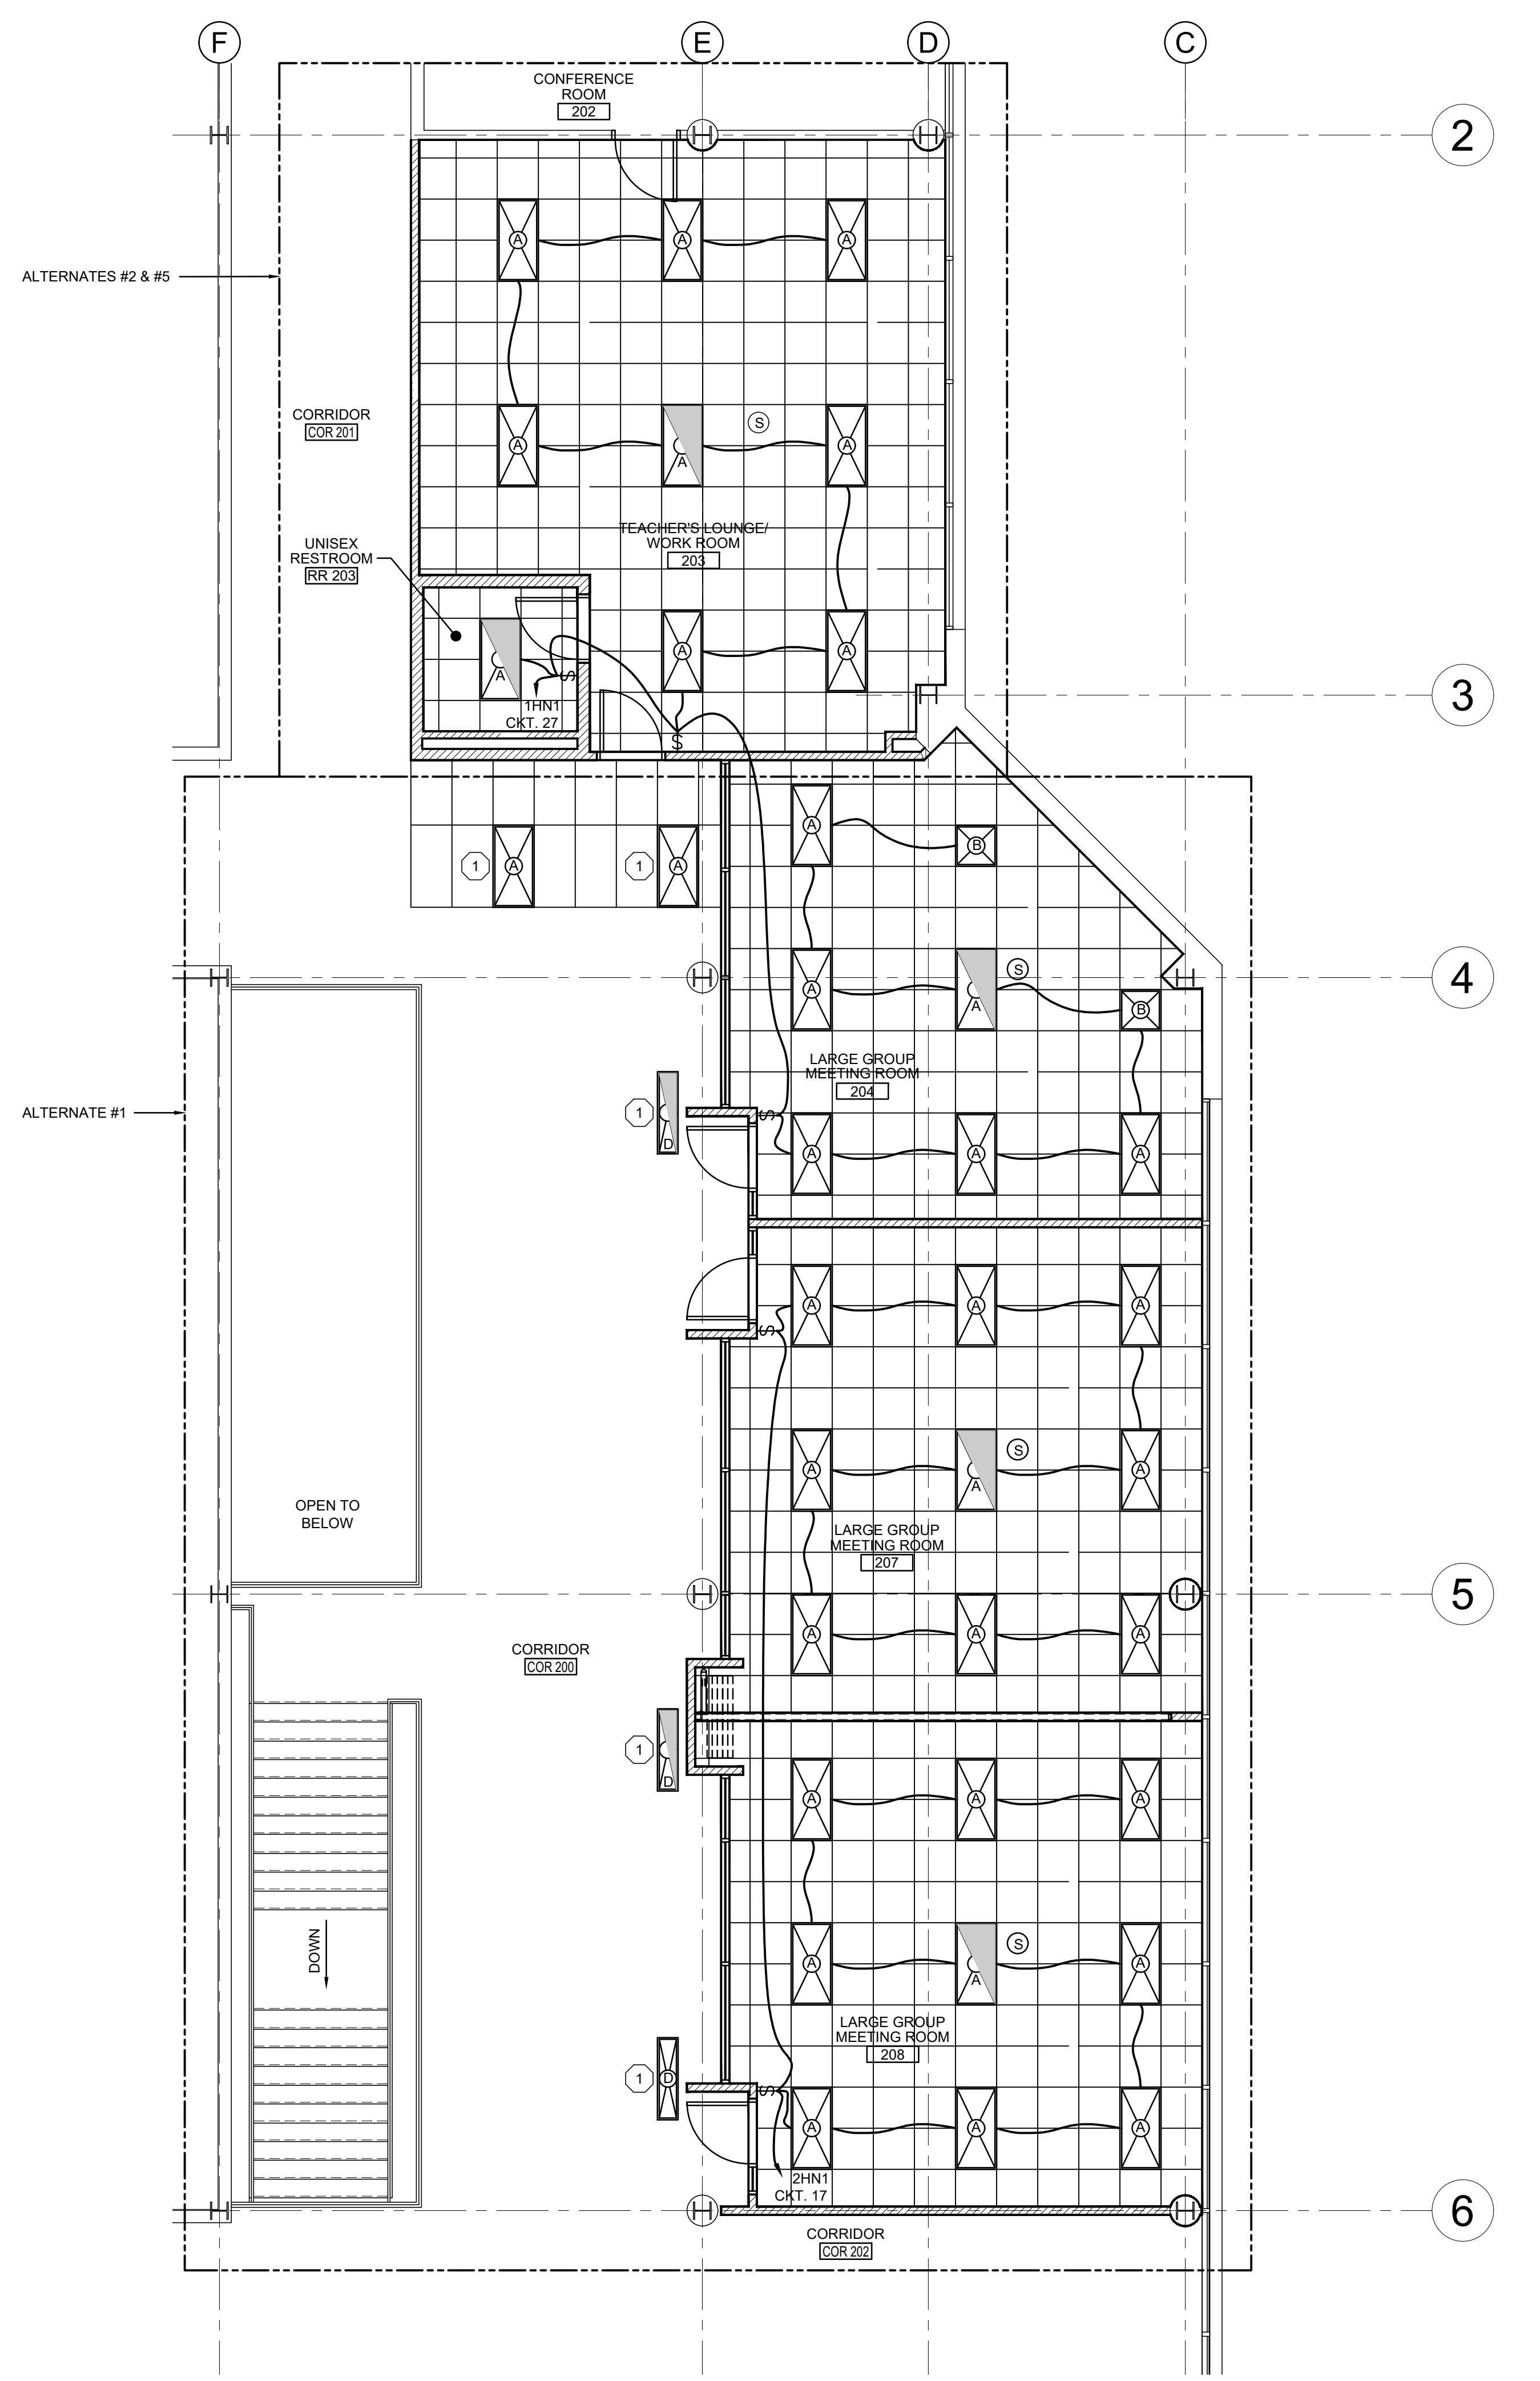 F
E
D
C
CONFERENCE
ROOM
202
2
A
A
A
ALTERNATES #2 & #5
CORRIDOR
COR 201
S
A
A
A
TEACHER'S LOUNGE/
WORK ROOM
203
UNISEX
RESTROOM
RR 203
A
A
A
S
1HN1
CKT. 27
3
S
A
B
1
A
1
A
S
4
A
A
B
LARGE GROUP
MEETING ROOM
204
ALTERNATE #1
1
D
S
A
A
A
A
A
A
S
S
A
A
A
OPEN TO
BELOW
LARGE GROUP
MEETING ROOM
207
5
A
A
A
CORRIDOR
COR 200
1
D
A
A
A
DOWN
S
A
A
A
LARGE GROUP
MEETING ROOM
208
1
D
S
A
A
A
2HN1
CKT. 17
6
CORRIDOR
COR 202